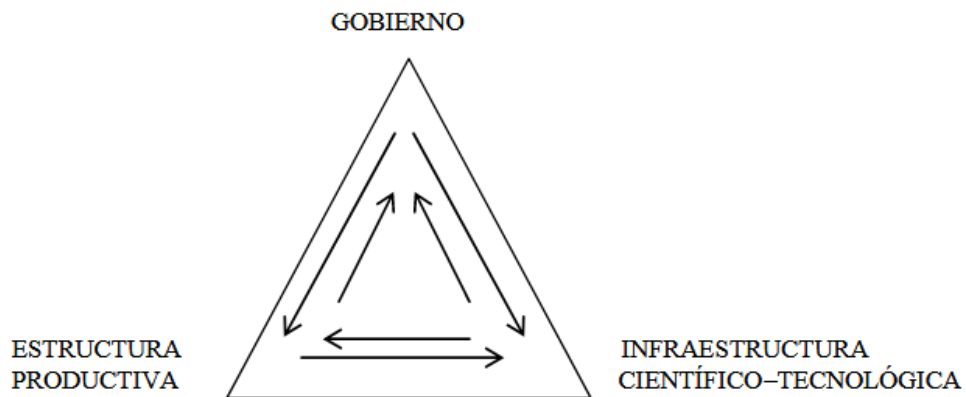 GOBIERNO
ESTRUCTURA
PRODUCTIVA
INFRAESTRUCTURA
CIENTÍFICO–TECNOLÓGICA